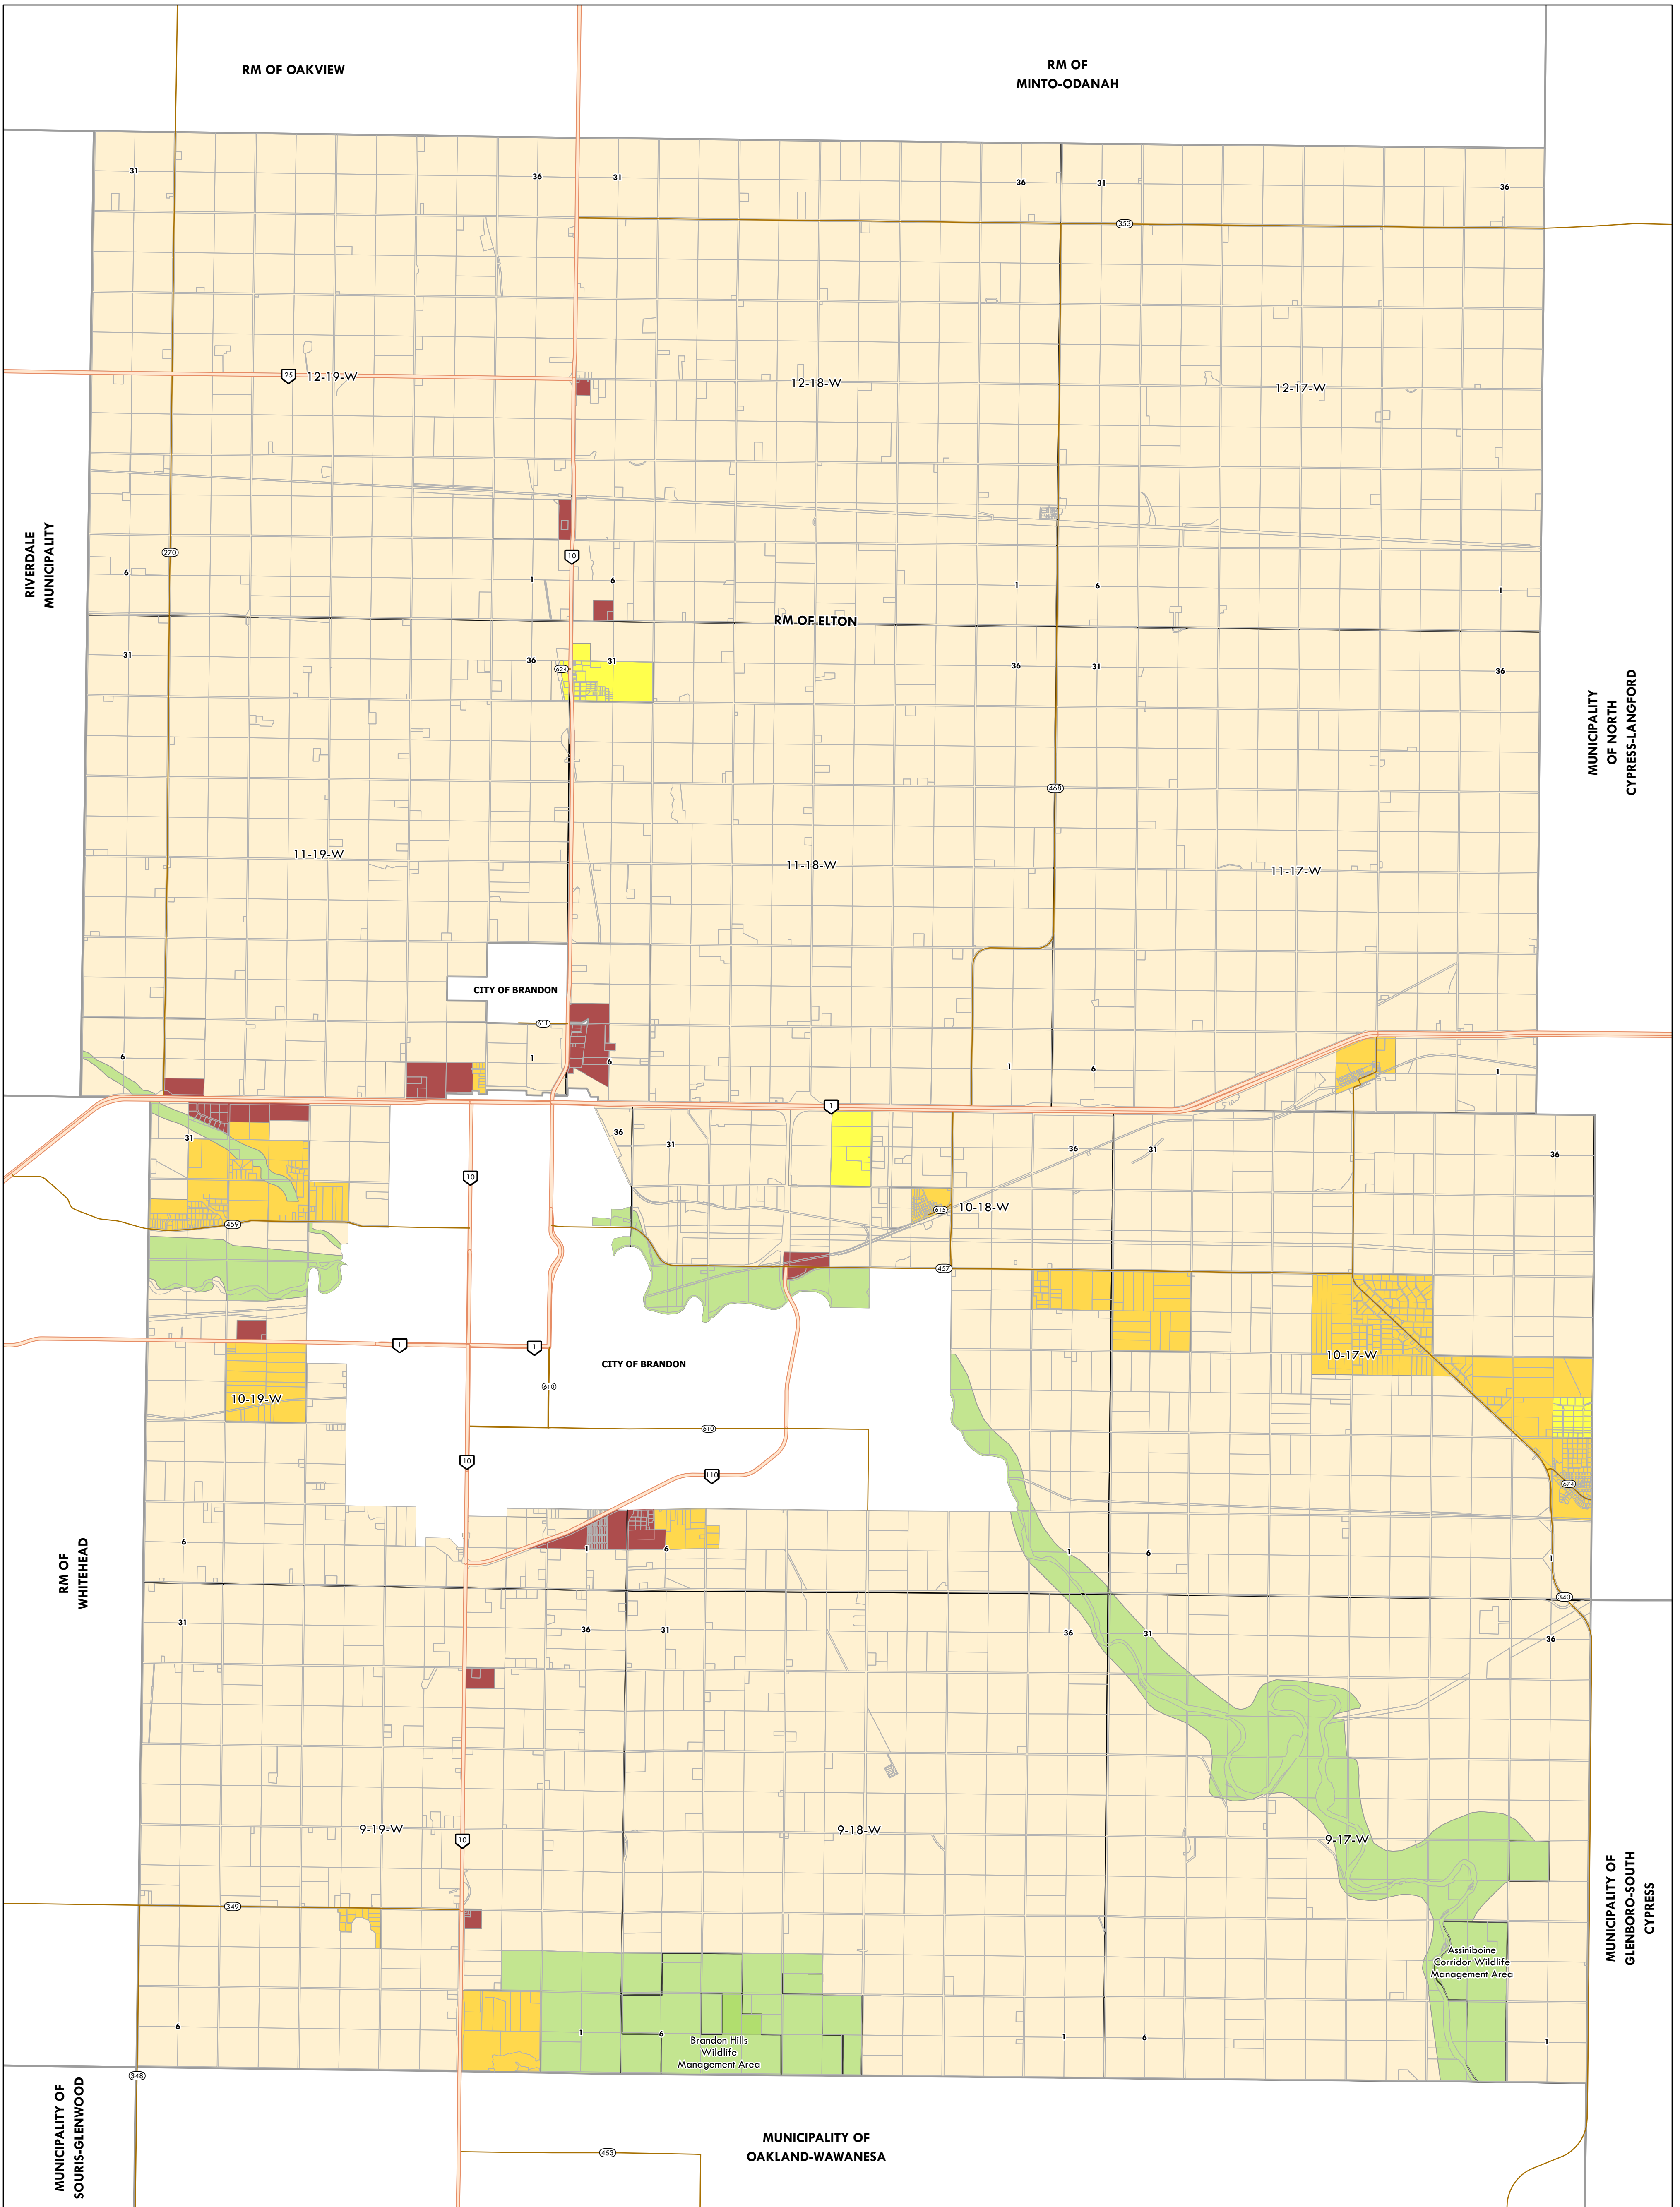 RM OF OAKVIEW
RM OF
MINTO-ODANAH
31
36
31
36
31
36
353
25
12-19-W
12-18-W
12-17-W
RIVERDALE
MUNICIPALITY
270
10
6
1
6
1
6
1
RM OF ELTON
31
36
624
31
36
31
36
MUNICIPALITY
OF NORTH
CYPRESS-LANGFORD
468
11-19-W
11-18-W
11-17-W
CITY OF BRANDON
611
6
1
6
1
6
1
1
31
36
31
36
31
36
10
615
10-18-W
459
457
1
1
CITY OF BRANDON
10-17-W
610
10-19-W
610
10
110
674
RM OF
WHITEHEAD
6
1
6
1
6
1
340
31
36
31
36
31
36
9-19-W
10
9-18-W
9-17-W
349
MUNICIPALITY OF
GLENBORO-SOUTH
CYPRESS
Assiniboine
Corridor Wildlife
Management Area
6
1
6
1
6
1
Brandon Hills
Wildlife
Management Area
348
MUNICIPALITY OF
SOURIS-GLENWOOD
453
MUNICIPALITY OF
OAKLAND-WAWANESA